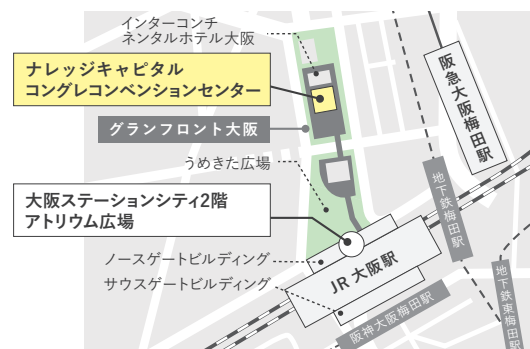 インターコンチ
ネンタルホテル大阪
ナレッジキャピタル
コングレコンベンションセンター
グランフロント大阪
うめきた広場
大阪ステーションシティ2階
アトリウム広場
ノースゲートビルディング
サウスゲートビルディング
JR 大阪駅
阪急大阪梅田駅
地下鉄梅田駅
阪神大阪梅田駅
地下鉄東梅田駅